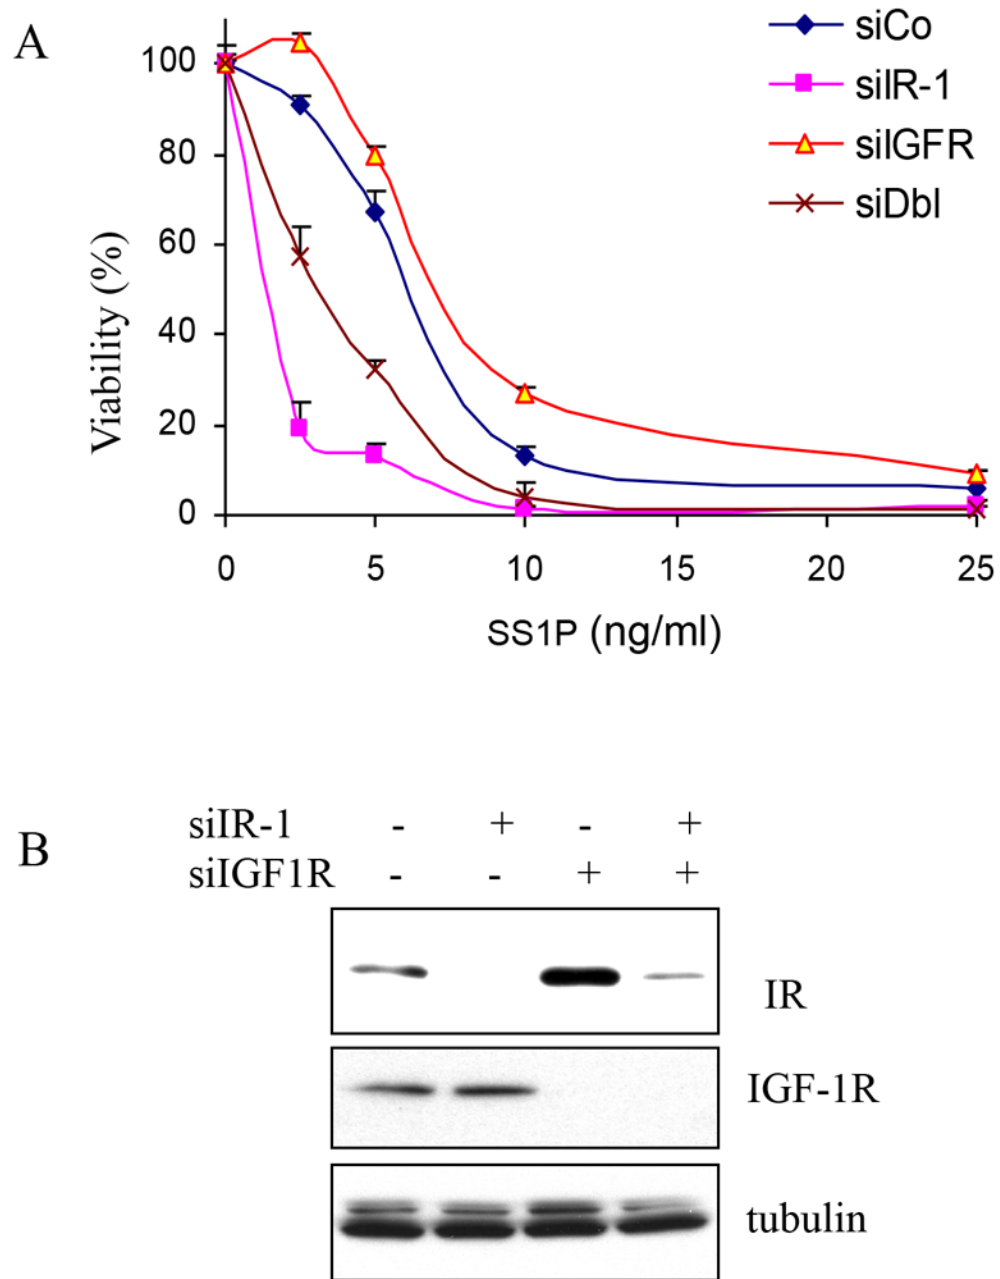 A
siCo
siIR-1
siIGFR
siDbl
Viability (%)
100
80
60
40
20
0
0 5 10 15 20 25
SS1P (ng/ml)
B
siIR-1 - + - +
siIGF1R - - + +
IR
IGF-1R
tubulin